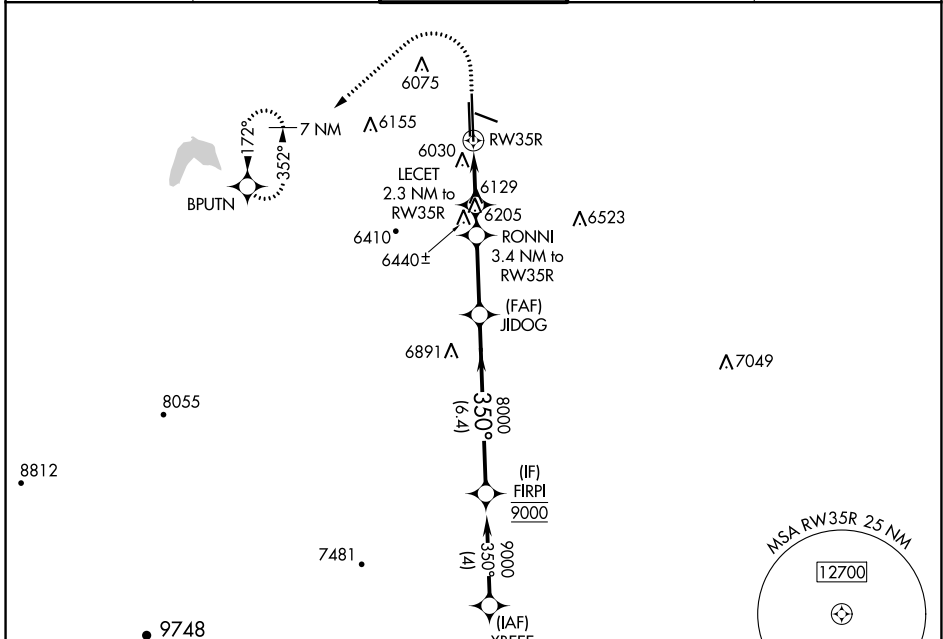 6075
7 NM
6155
172°
352°
BPUTN
RW35R
6030
LECET
2.3 NM to
RW35R
6129
6205
6523
6410
6440±
RONNI
3.4 NM to
RW35R
(FAF)
JIDOG
6891
7049
8000
350°
(6.4)
8055
8812
(IF)
FIRPI
9000
9000
350°
(4)
7481
MSA RW35R 25 NM
12700
(IAF)
9748